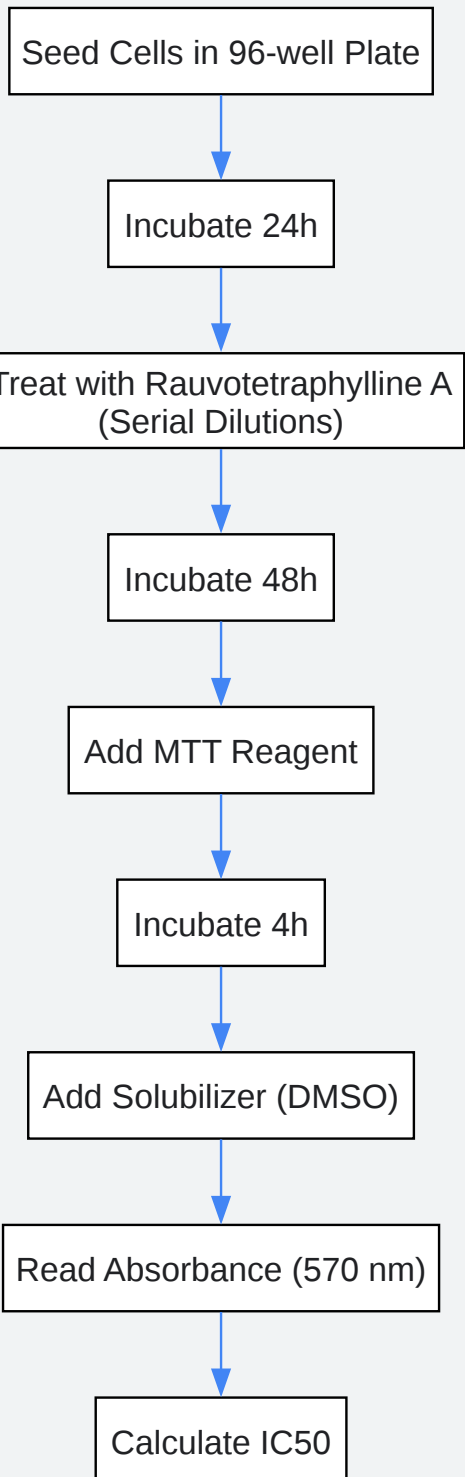 Seed Cells in 96-well Plate
Incubate 24h
Treat with Rauvotetraphylline A
(Serial Dilutions)
Incubate 48h
Add MTT Reagent
Incubate 4h
Add Solubilizer (DMSO)
Read Absorbance (570 nm)
Calculate IC50